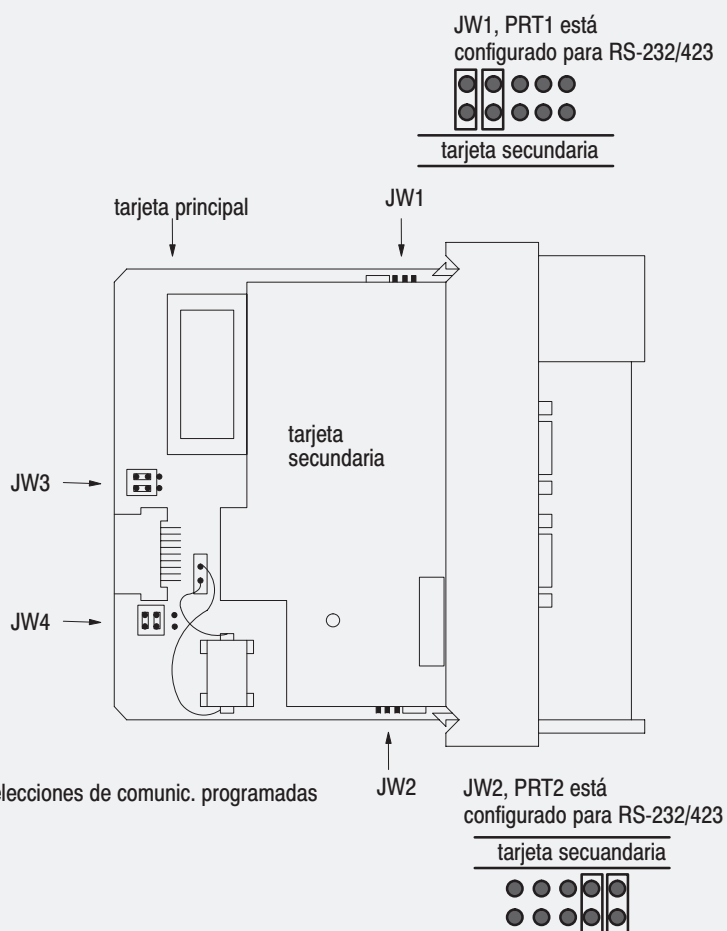 JW1, PRT1 está
configurado para RS-232/423
tarjeta secundaria
tarjeta principal
JW1
tarjeta
secundaria
JW3
JW4
elecciones de comunic. programadas
JW2
JW2, PRT2 está
configurado para RS-232/423
tarjeta secuandaria